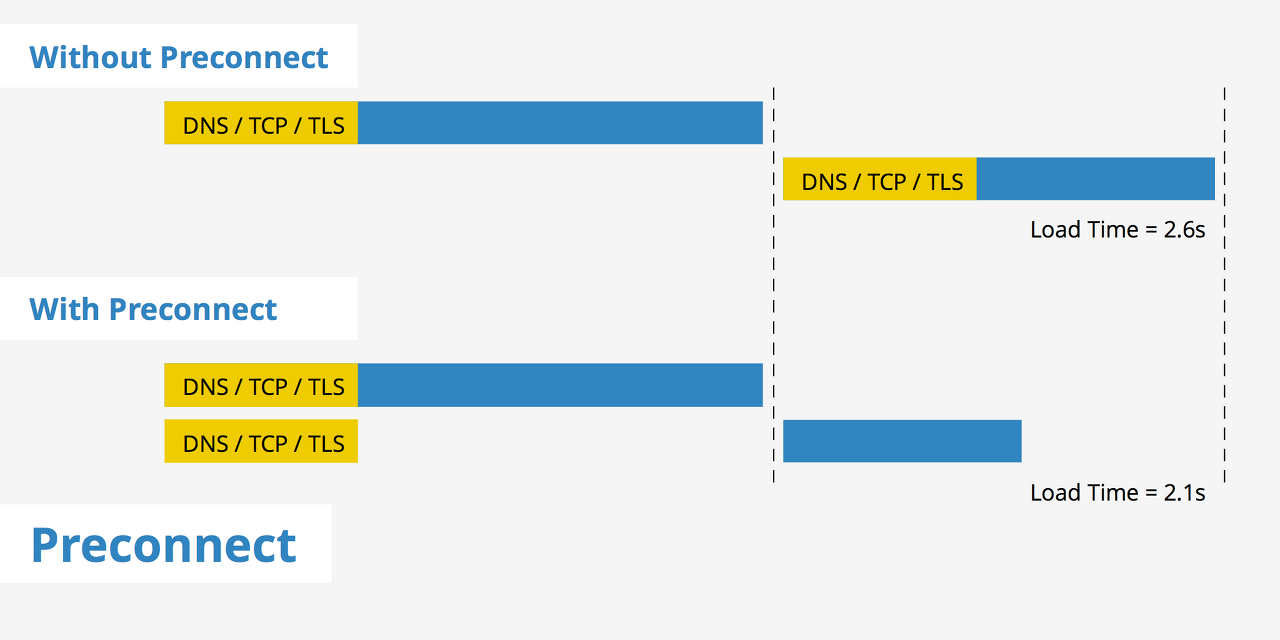 Without Preconnect
DNS / TCP / TLS
DNS / TCP / TLS
Load Time = 2.6s
With Preconnect
DNS / TCP / TLS
DNS / TCP / TLS
Load Time = 2.1s
Preconnect